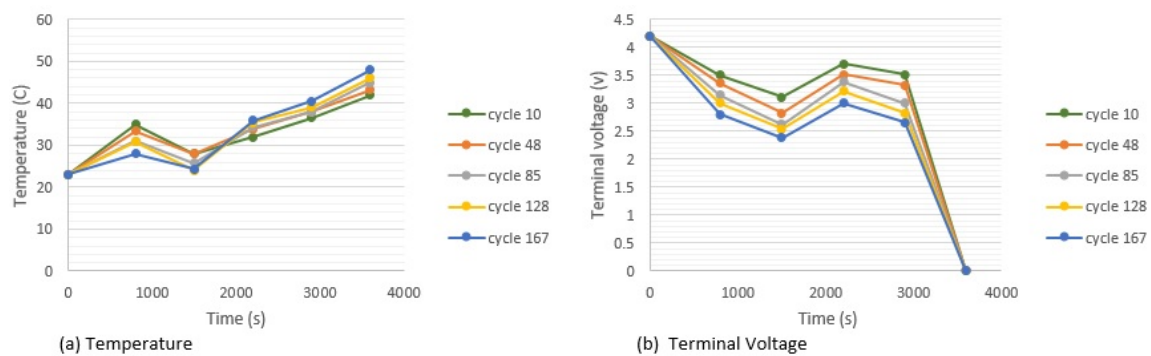 60
50
40
30
20
10
0
Temperature (C)
0 1000 2000 3000 4000
Time (s)
cycle 10
cycle 48
cycle 85
cycle 128
cycle 167
(a) Temperature
4.5
4
3.5
3
2.5
2
1.5
1
0.5
0
Terminal voltage (v)
0 1000 2000 3000 4000
Time (s)
cycle 10
cycle 48
cycle 85
cycle 128
cycle 167
(b) Terminal Voltage